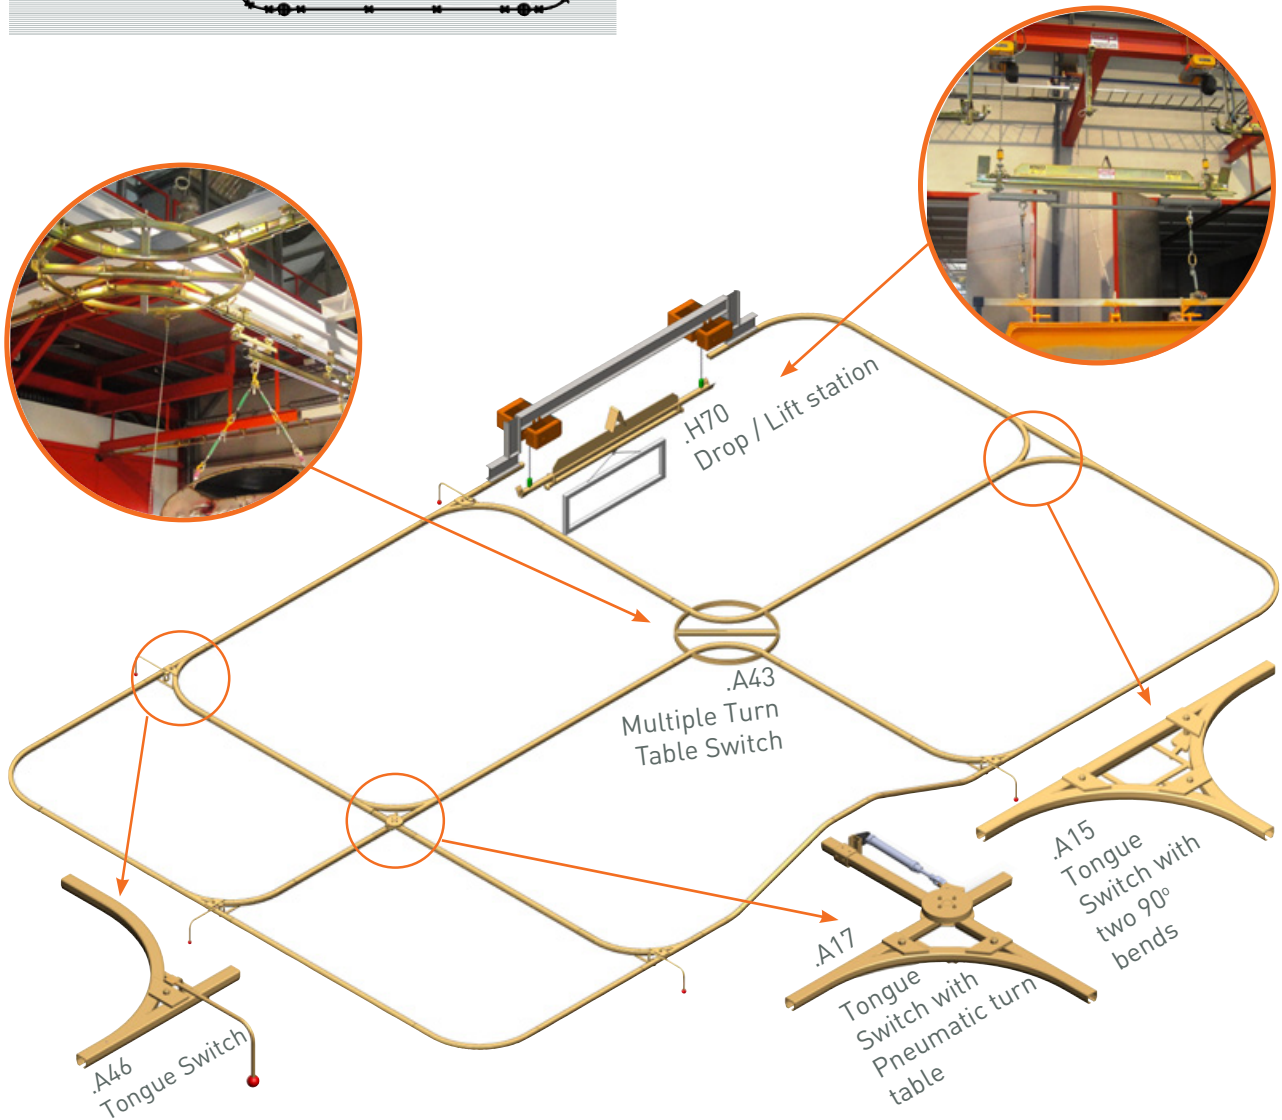 .H70
Drop / Lift station
.A43
Multiple Turn
Table Switch
.A15
Tongue
Switch with
two 90º
bends
.A17
Tongue
Switch with
Pneumatic turn
table
.A46
Tongue Switch